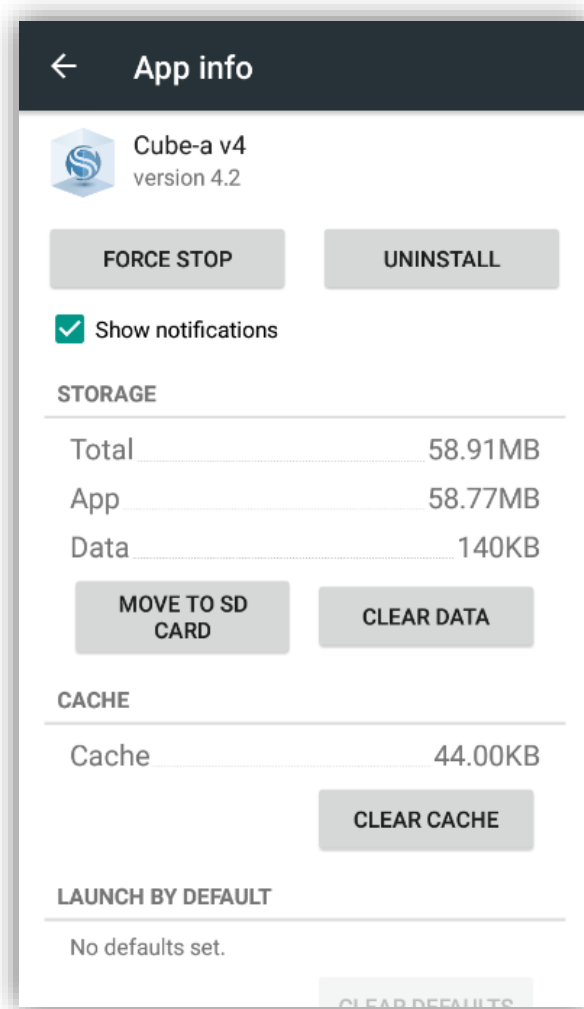 App info
Cube-a v4
version 4.2
FORCE STOP
UNINSTALL
Show notifications
STORAGE
Total 58.91MB
App 58.77MB
Data 140KB
MOVE TO SD
CARD
CLEAR DATA
CACHE
Cache 44.00KB
CLEAR CACHE
LAUNCH BY DEFAULT
No defaults set.
CLEAR DEFAULTS